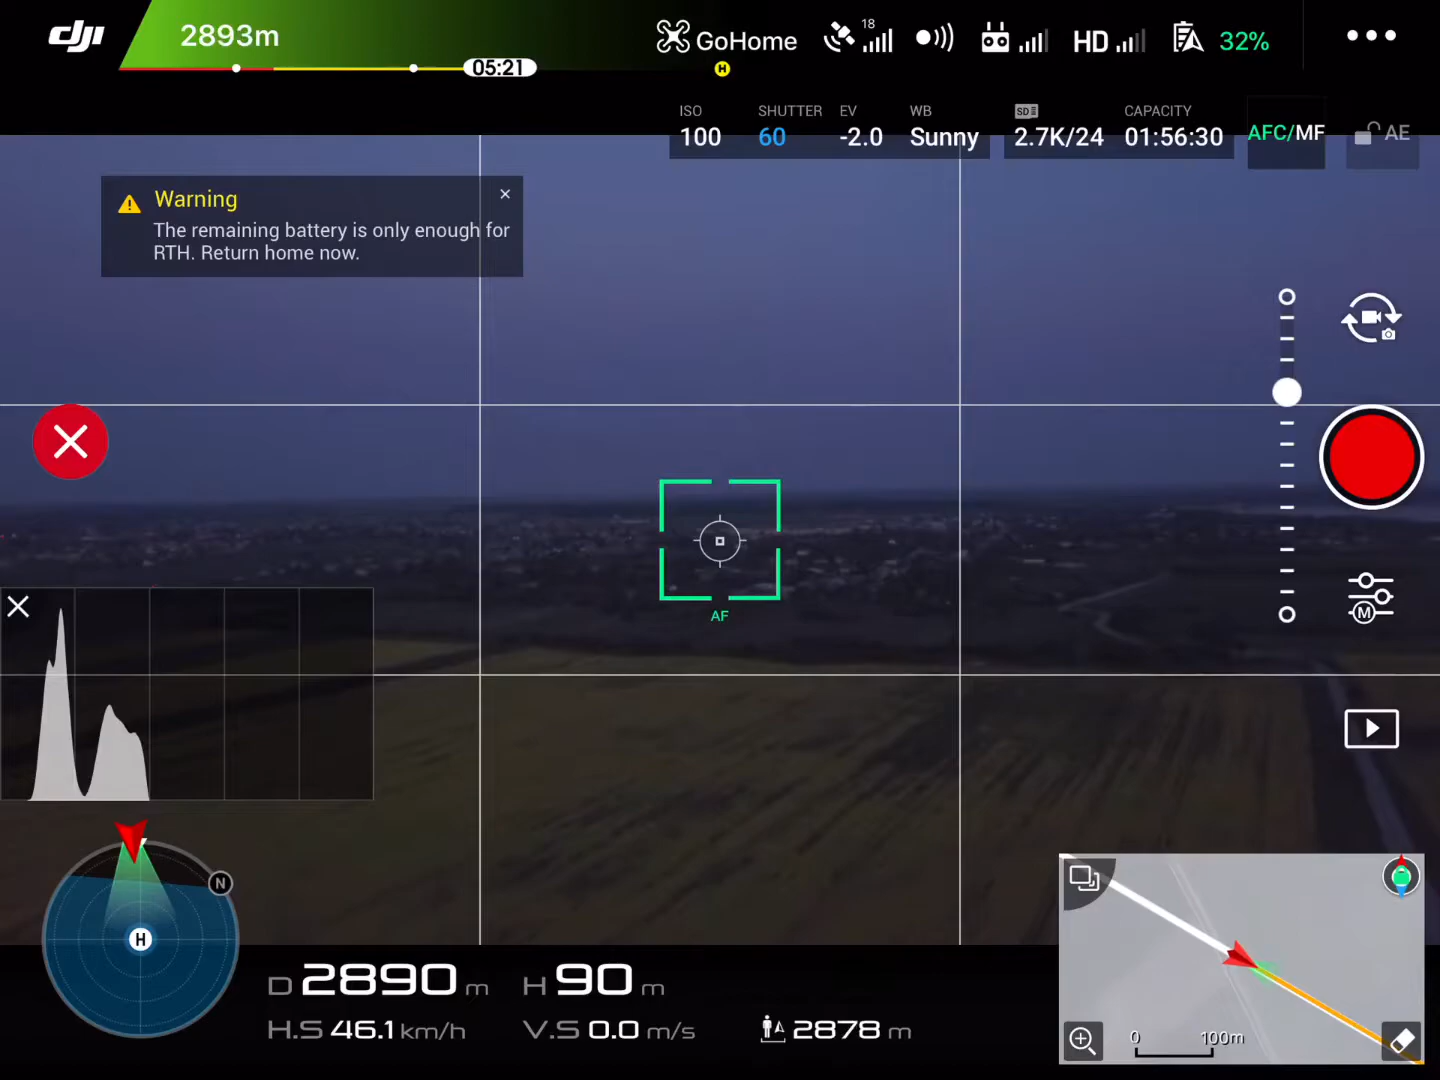 dji
2893m
05:21
GoHome
H
18
HD
32%
ISO
100
SHUTTER
60
EV
-2.0
WB
Sunny
SD
2.7K/24
CAPACITY
01:56:30
AFC/MF
AE
Warning
The remaining battery is only enough for
RTH. Return home now.
AF
M
N
H
D 2890 m
H 90 m
H.S 46.1 km/h
V.S 0.0 m/s
2878 m
0 100m